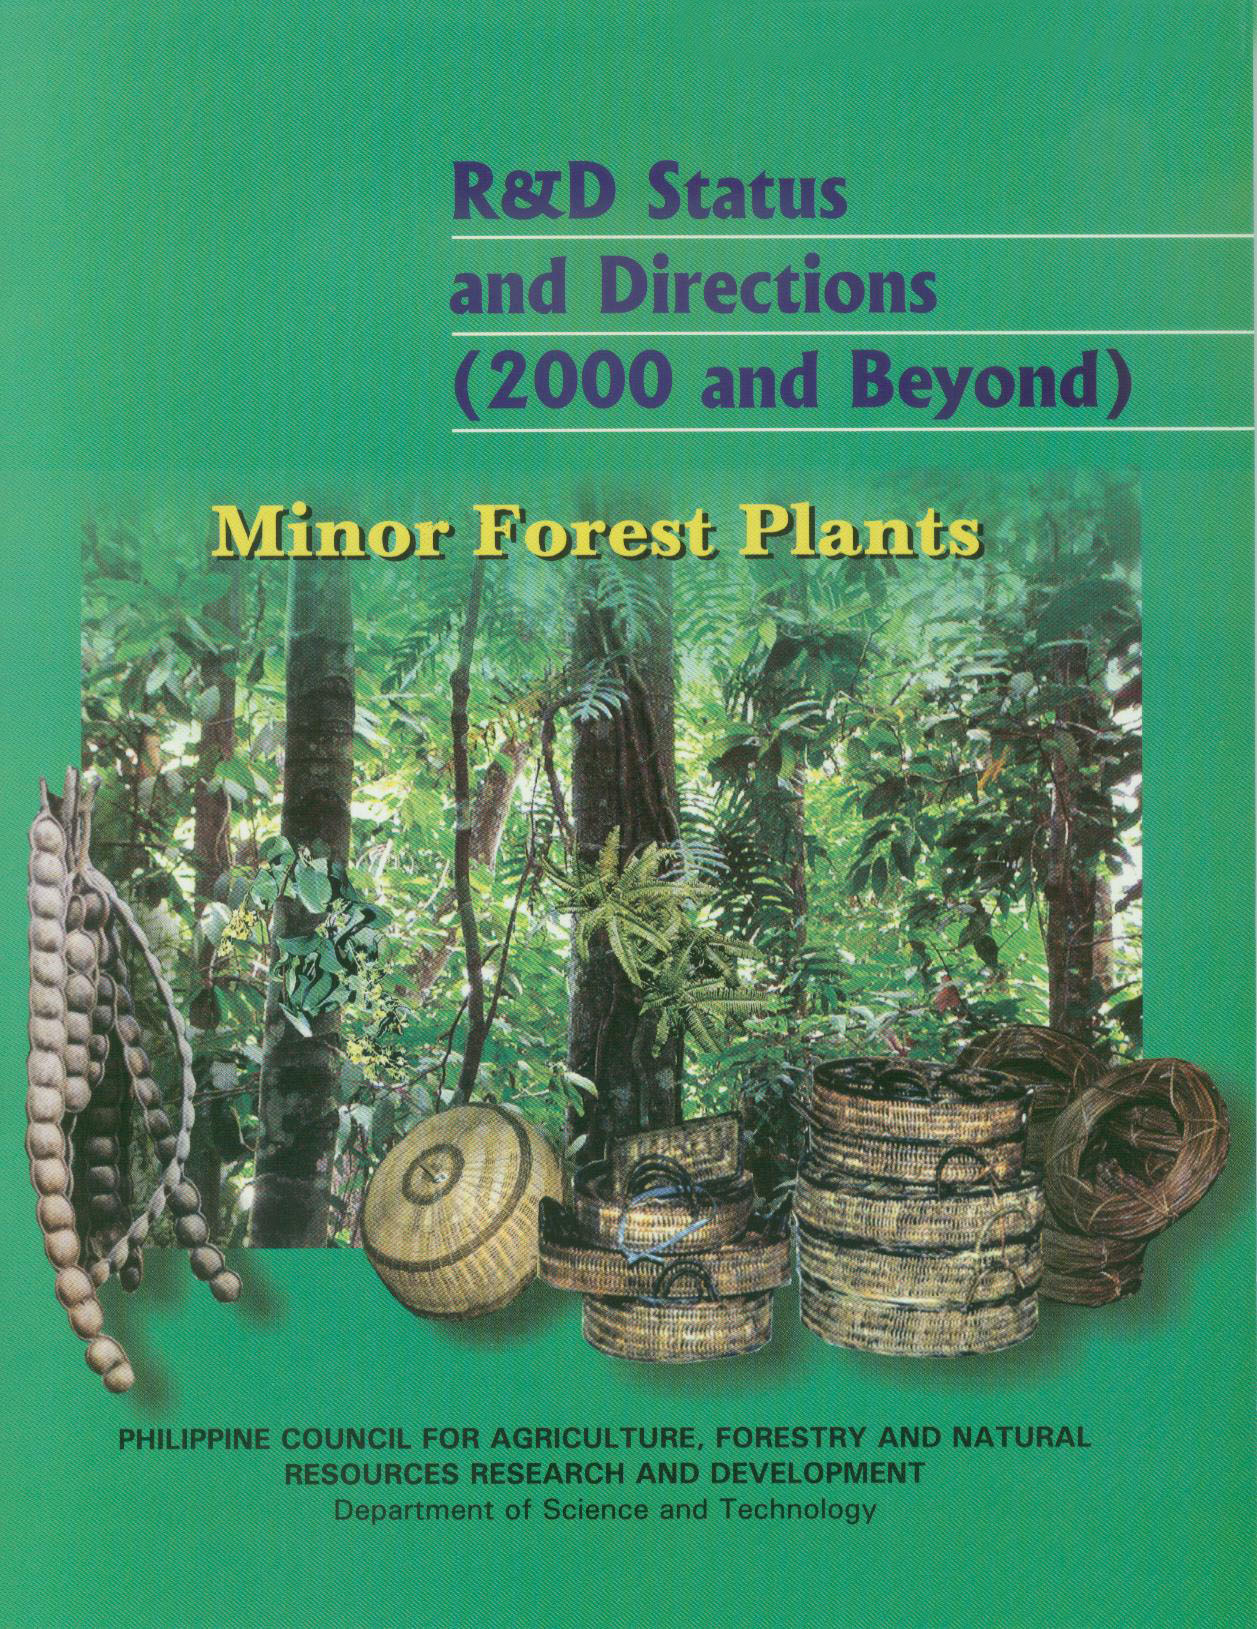 R&D Status
and Directions
(2000 and Beyond)
Minor Forest Plants
PHILIPPINE COUNCIL FOR AGRICULTURE, FORESTRY AND NATURAL
RESOURCES RESEARCH AND DEVELOPMENT
Department of Science and Technology